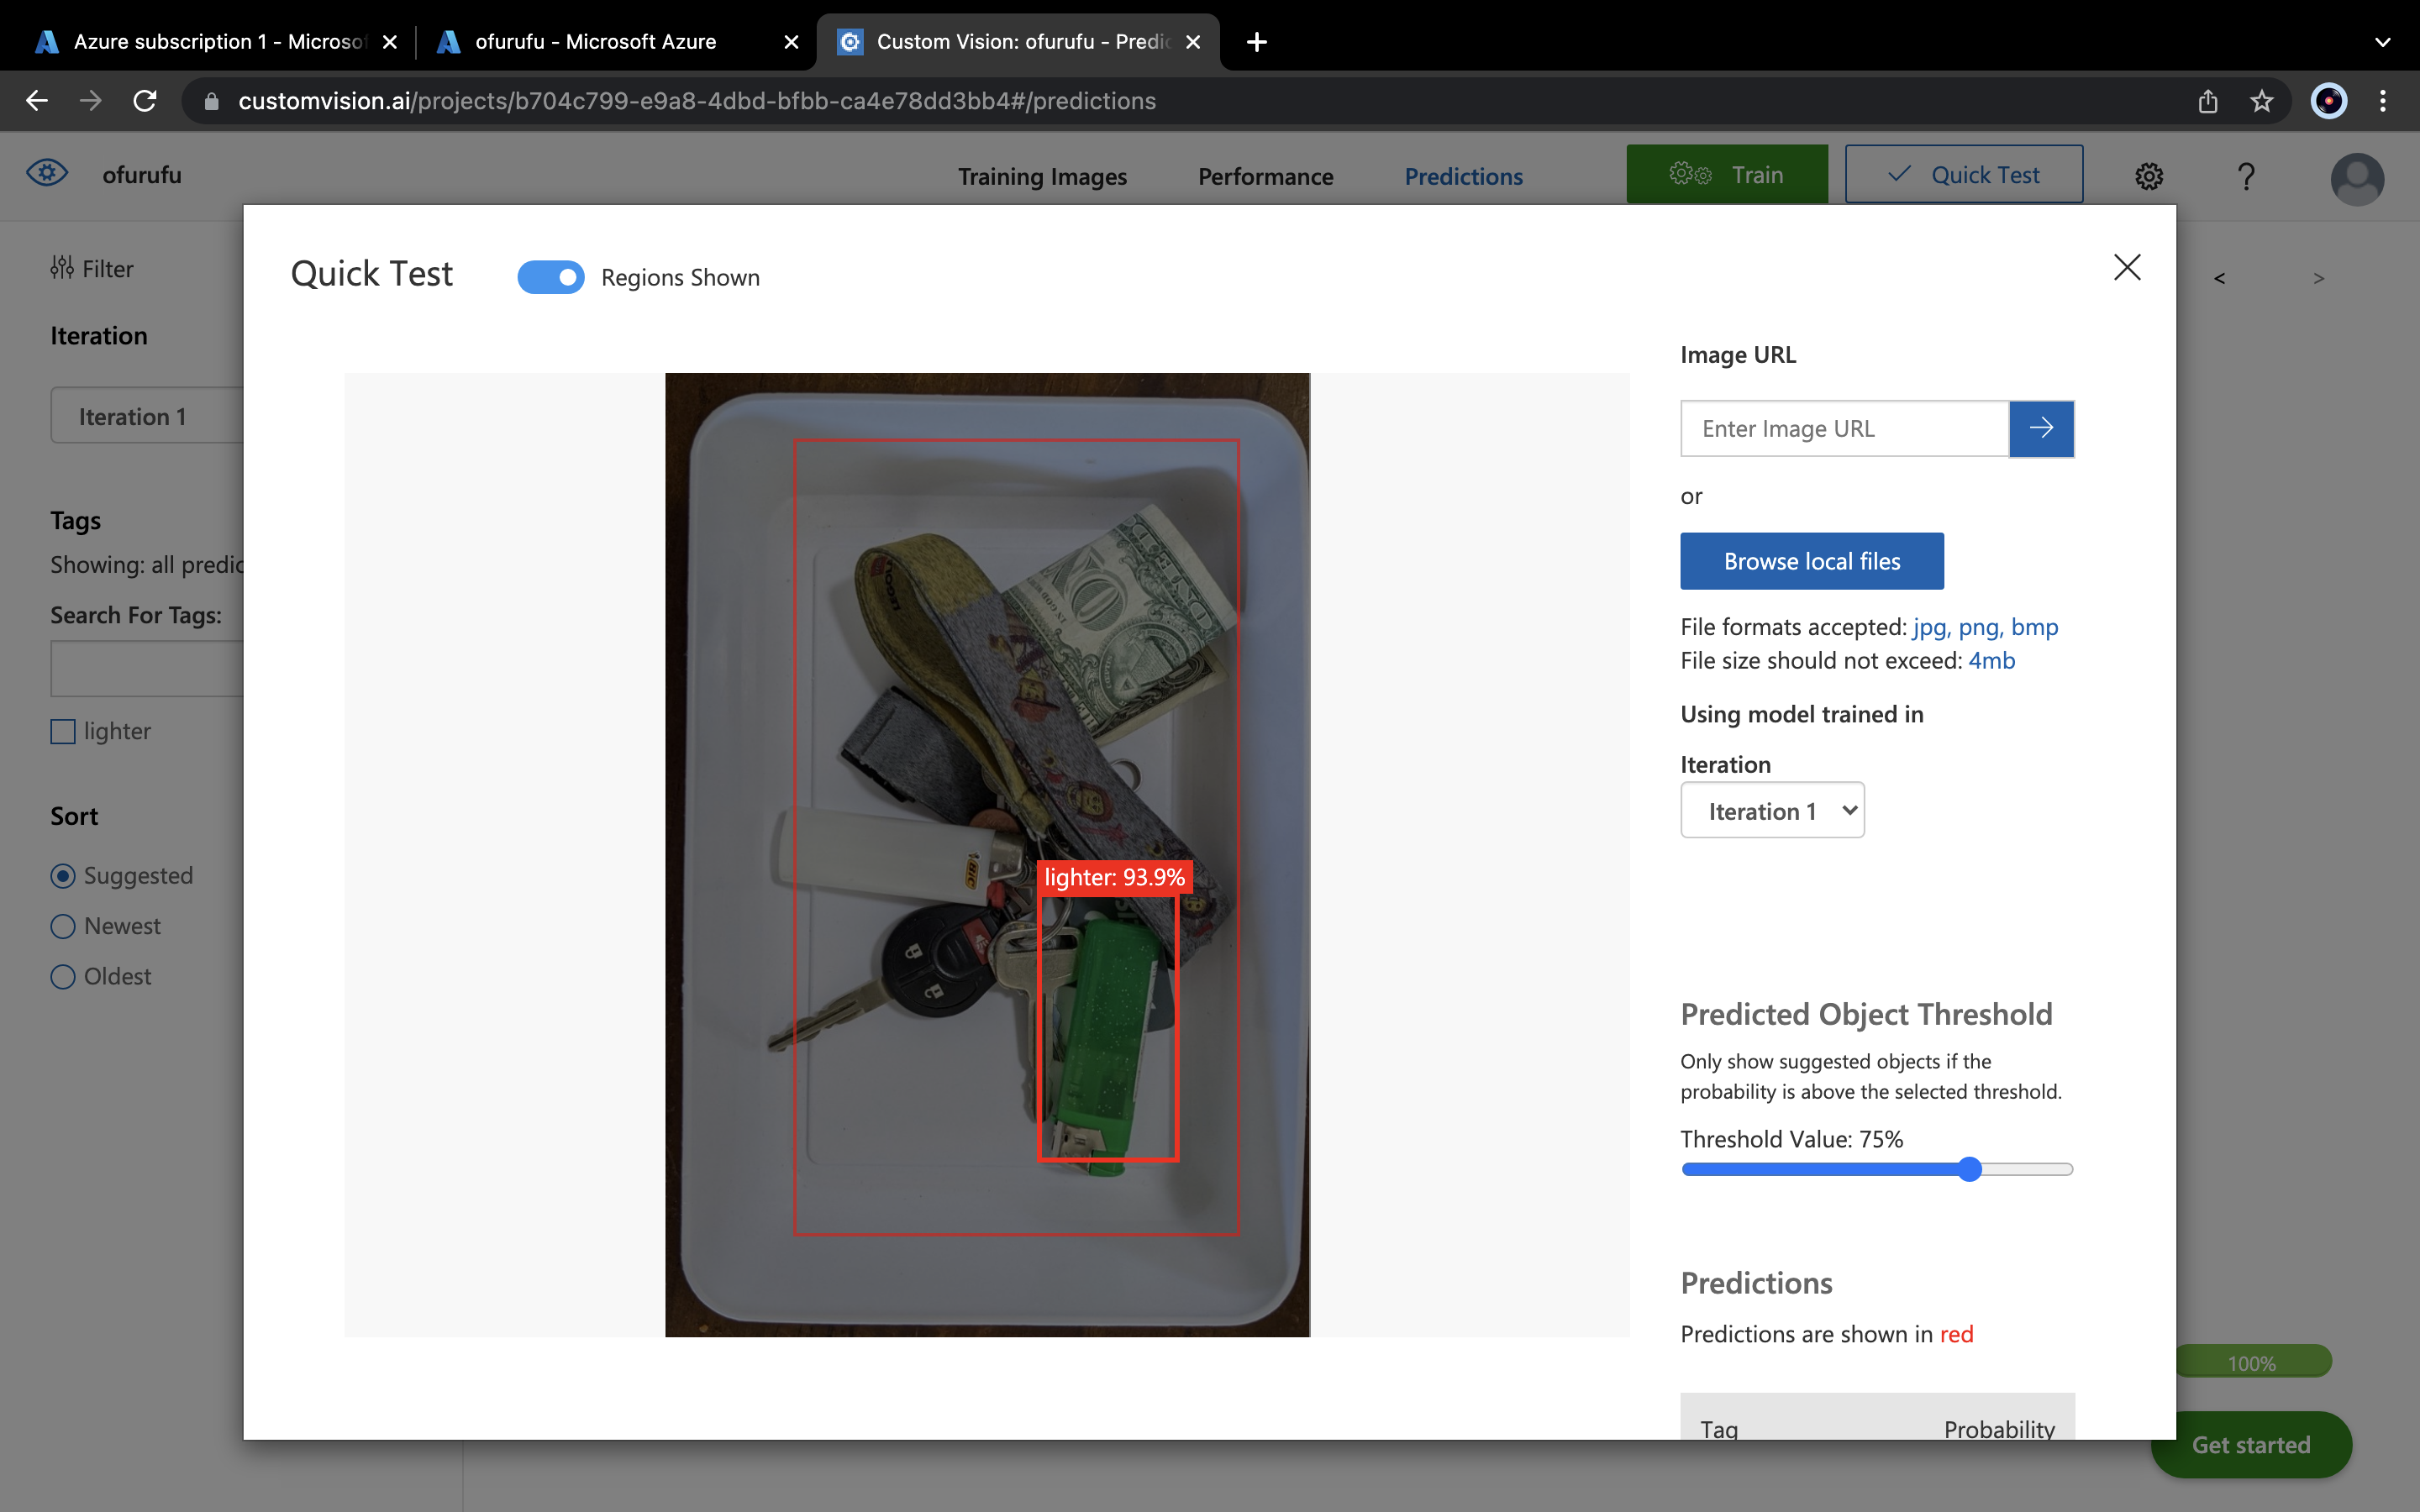 Azure subscription 1 - Microsof
ofurufu - Microsoft Azure
Custom Vision: ofurufu - Predic
customvision.ai/projects/b704c799-e9a8-4dbd-bfbb-ca4e78dd3bb4#/predictions
ofurufu
Training Images
Performance
Predictions
Train
Quick Test
?
Filter
Iteration
Iteration 1
Tags
Showing: all predic
Search For Tags:
lighter
Sort
Suggested
Newest
Oldest
Quick Test
Regions Shown
< >
LEGOL
ONE
BIC
lighter: 93.9%
Image URL
Enter Image URL
or
Browse local files
File formats accepted: jpg, png, bmp
File size should not exceed: 4mb
Using model trained in
Iteration
Iteration 1
Predicted Object Threshold
Only show suggested objects if the
probability is above the selected threshold.
Threshold Value: 75%
Predictions
Predictions are shown in red
Tag Probability
100%
Get started